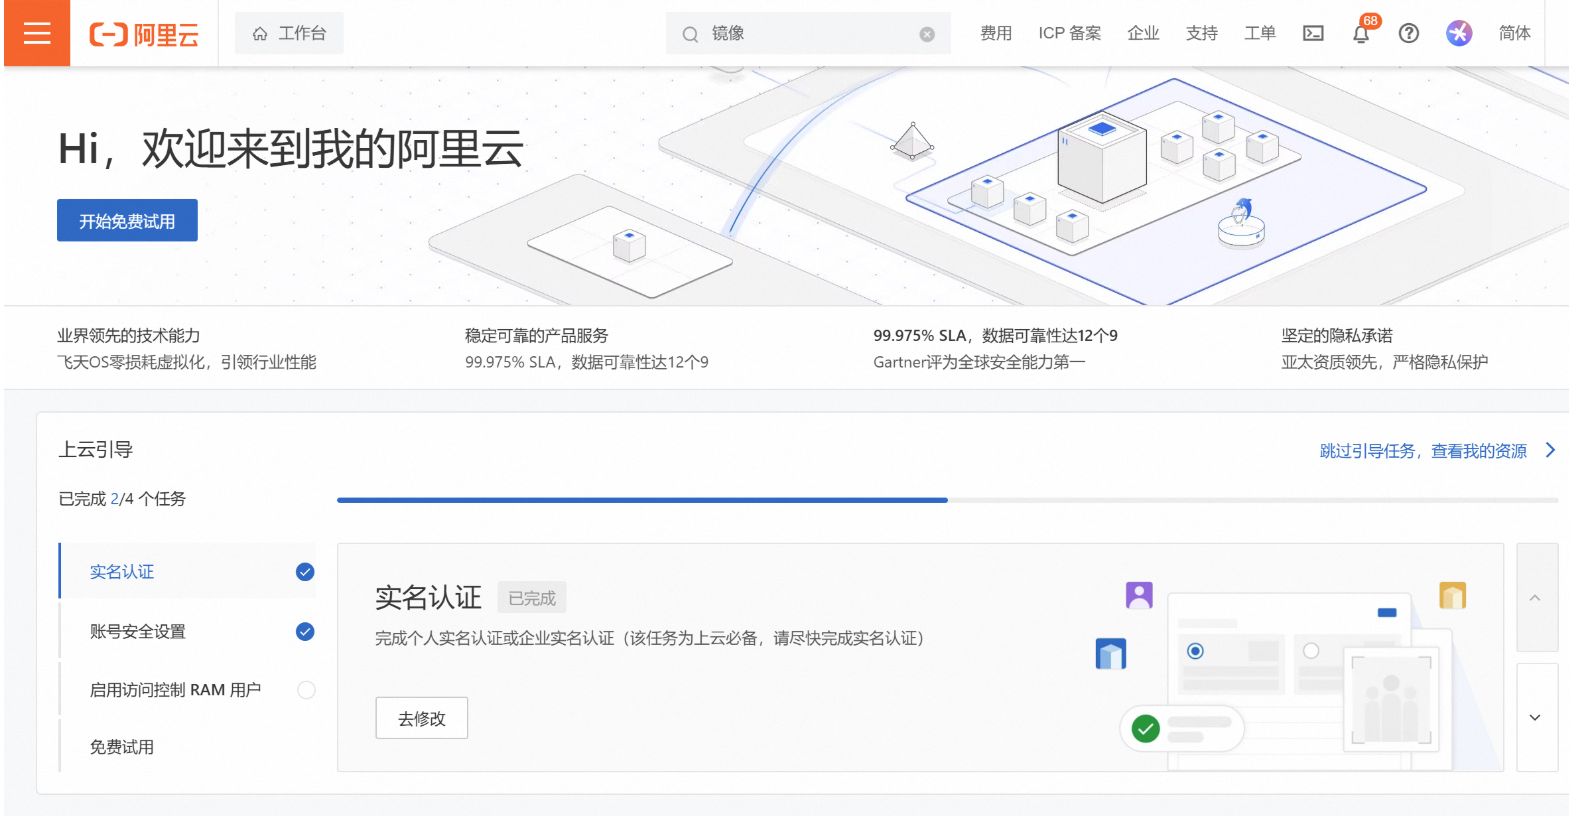 阿里云
工作台
镜像
费用
ICP 备案
企业
支持
工单
68
简体
Hi，欢迎来到我的阿里云
开始免费试用
业界领先的技术能力
飞天OS零损耗虚拟化，引领行业性能
稳定可靠的产品服务
99.975% SLA，数据可靠性达12个9
99.975% SLA，数据可靠性达12个9
Gartner评为全球安全能力第一
坚定的隐私承诺
亚太资质领先，严格隐私保护
上云引导
跳过引导任务，查看我的资源
已完成 2/4 个任务
实名认证
账号安全设置
启用访问控制 RAM 用户
免费试用
实名认证
已完成
完成个人实名认证或企业实名认证（该任务为上云必备，请尽快完成实名认证）
去修改